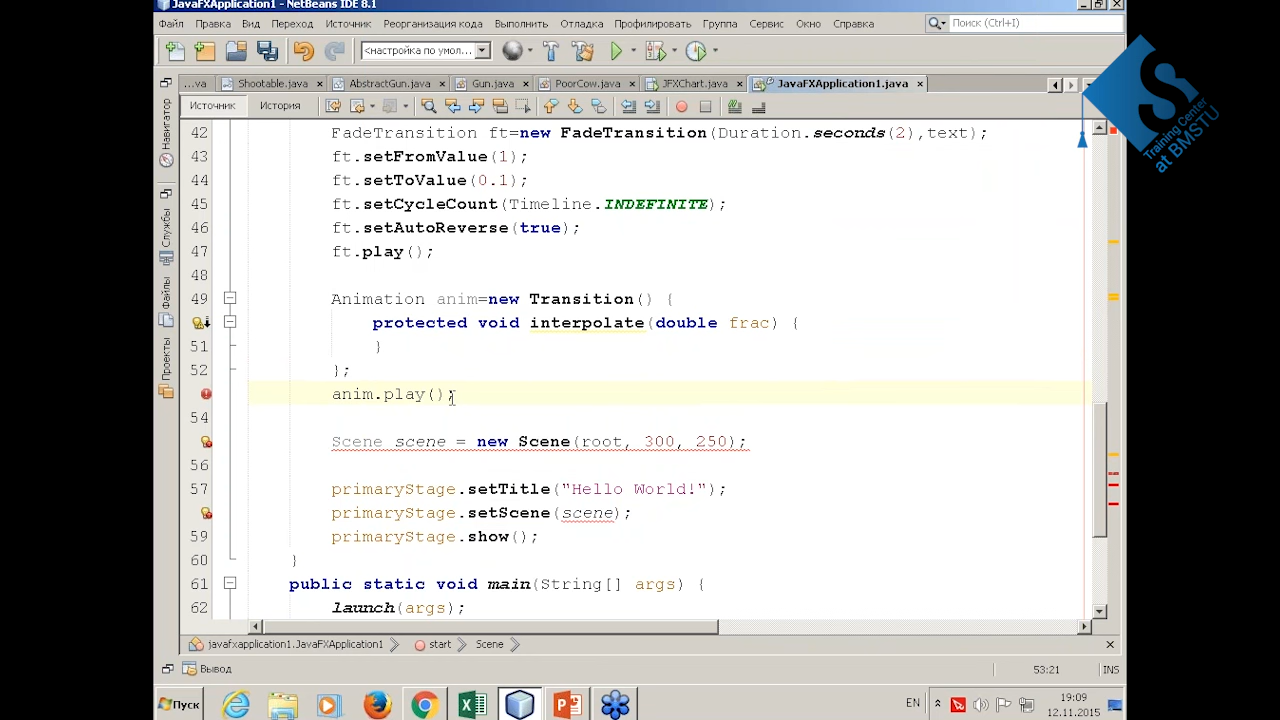 JavaFXApplication1 - NetBeans IDE 8.1
Файл Правка Вид Переход Источник Реорганизация кода Выполнить Отладка Профилировать Группа Сервис Окно Справка
Поиск (Ctrl+I)
<настройка по умол...
...va Shootable.java AbstractGun.java Gun.java PoorCow.java JFXChart.java JavaFXApplication1.java
Источник История
42 FadeTransition ft=new FadeTransition(Duration.seconds(2),text);
43 ft.setFromValue(1);
44 ft.setToValue(0.1);
45 ft.setCycleCount(Timeline.INDEFINITE);
46 ft.setAutoReverse(true);
47 ft.play();
48
49 Animation anim=new Transition() {
protected void interpolate(double frac) {
51 }
52 };
anim.play();
54
Scene scene = new Scene(root, 300, 250);
56
57 primaryStage.setTitle("Hello World!");
primaryStage.setScene(scene);
59 primaryStage.show();
60 }
61 public static void main(String[] args) {
62 launch(args);
Навигатор
Службы
Файлы
Проекты
javafxapplication1.JavaFXApplication1 start Scene
Вывод
53:21 INS
Пуск
EN
19:09
12.11.2015
Training Center
at BMSTU